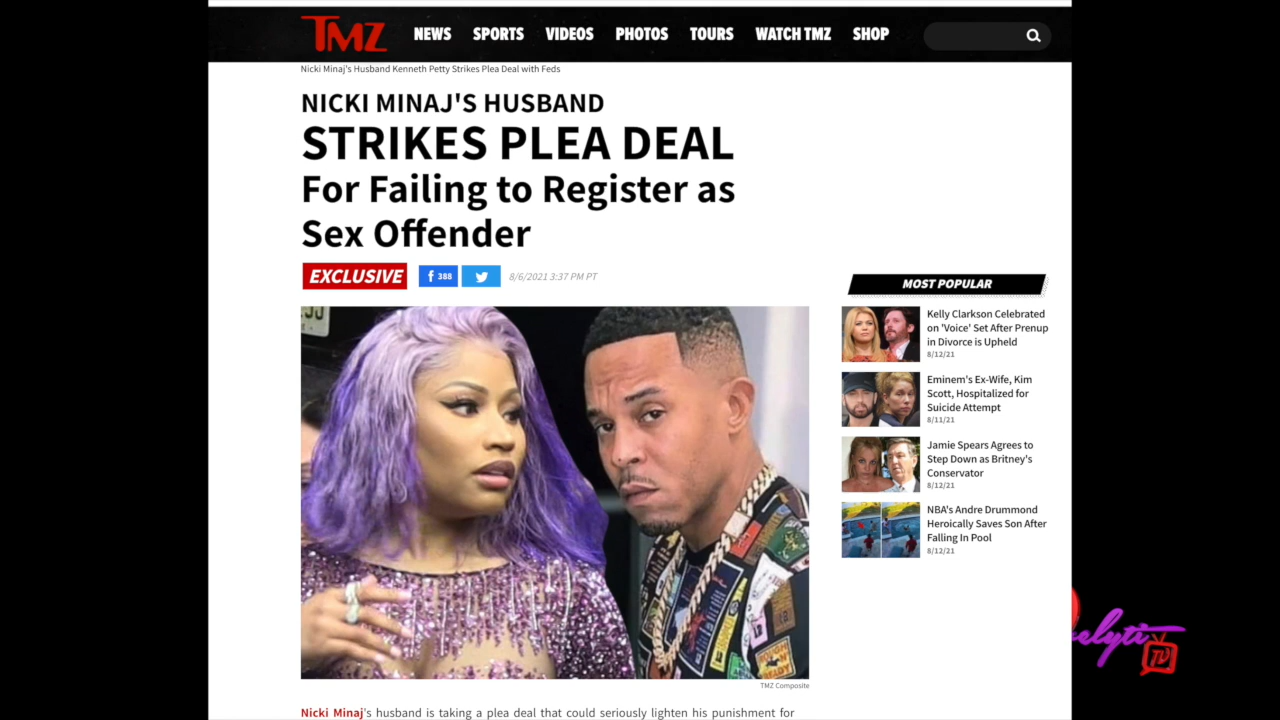 TMZ
NEWS SPORTS VIDEOS PHOTOS TOURS WATCH TMZ SHOP
Nicki Minaj's Husband Kenneth Petty Strikes Plea Deal with Feds
NICKI MINAJ'S HUSBAND
STRIKES PLEA DEAL
For Failing to Register as
Sex Offender
EXCLUSIVE
f 388
8/6/2021 3:37 PM PT
MOST POPULAR
Kelly Clarkson Celebrated
on 'Voice' Set After Prenup
in Divorce is Upheld
8/12/21
Eminem's Ex-Wife, Kim
Scott, Hospitalized for
Suicide Attempt
8/11/21
Jamie Spears Agrees to
Step Down as Britney's
Conservator
8/12/21
NBA's Andre Drummond
Heroically Saves Son After
Falling In Pool
8/12/21
TMZ Composite
Nicki Minaj's husband is taking a plea deal that could seriously lighten his punishment for
TV